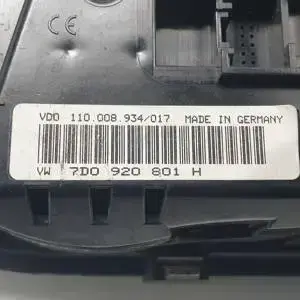 CE
VDO 110.008.934/017 MADE IN GERMANY
VW 7D0 920 801 H